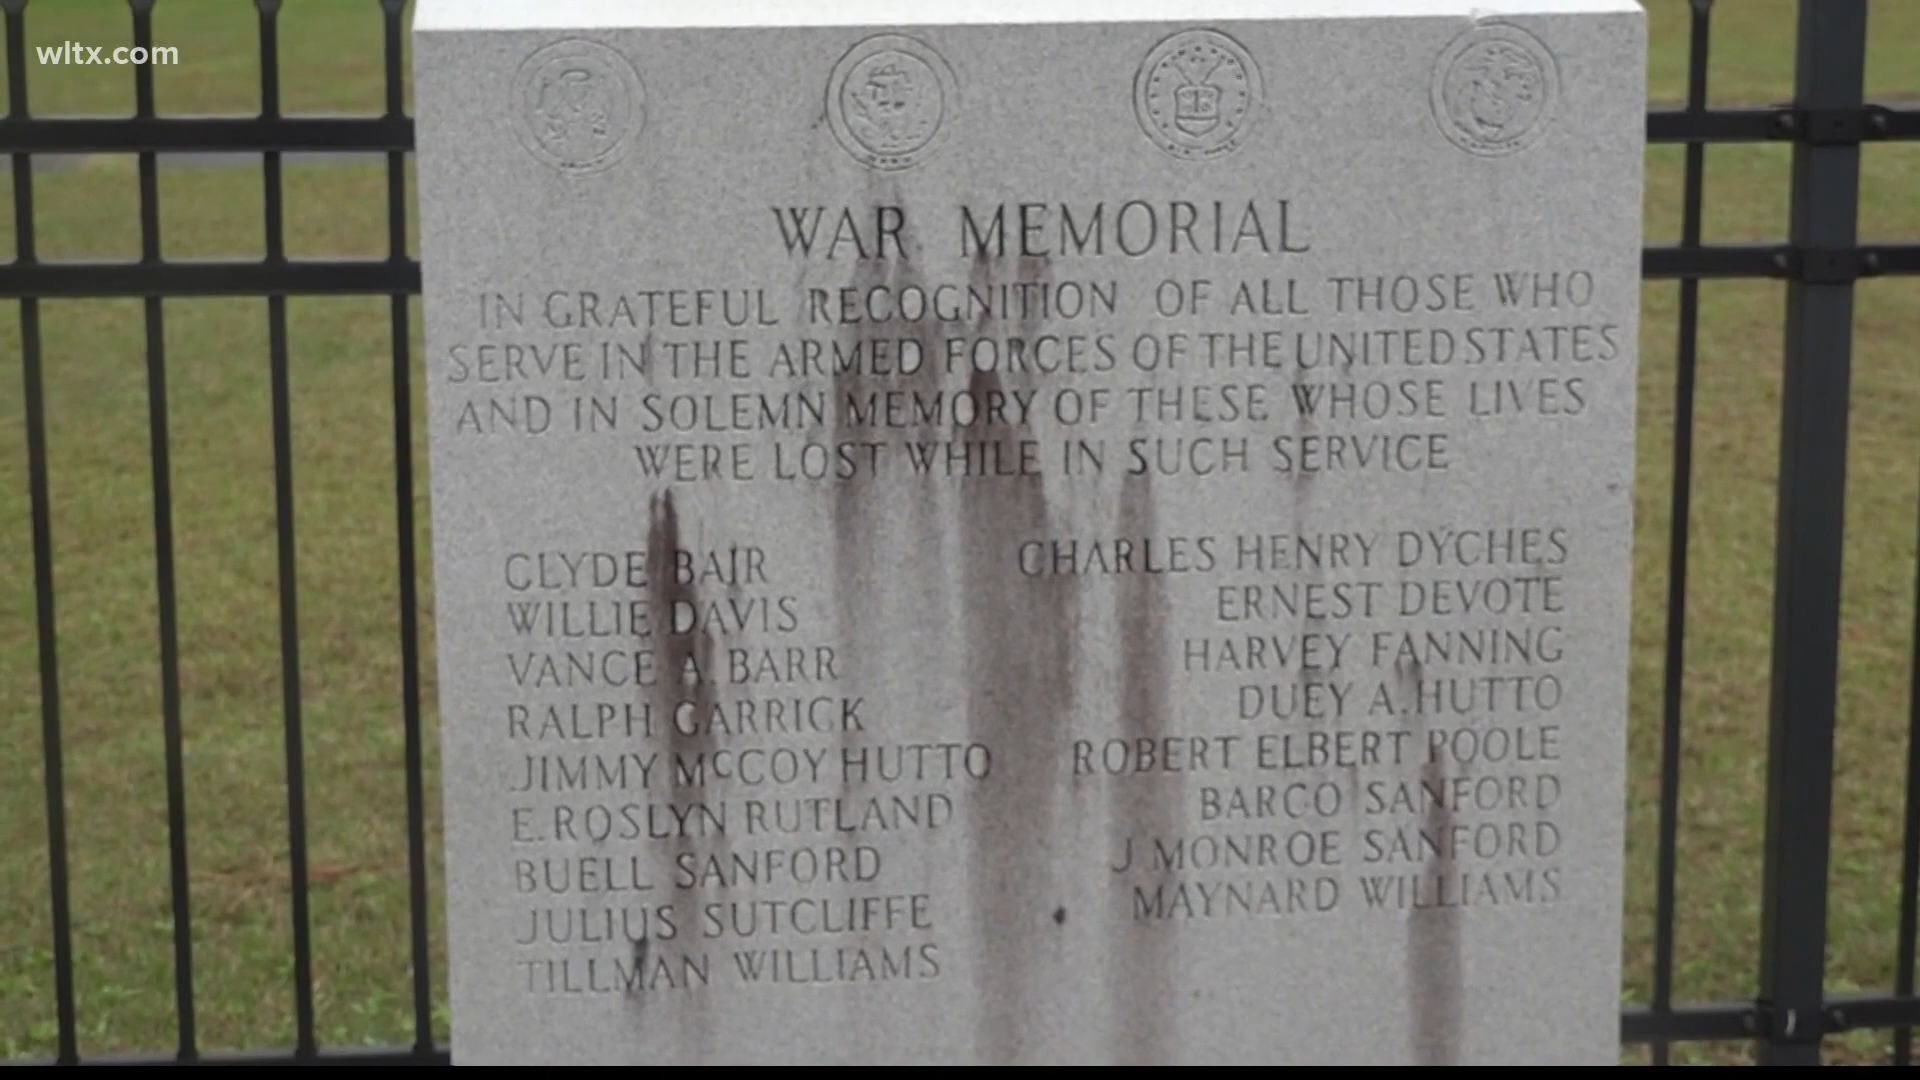 wltx.com
WAR MEMORIAL
IN GRATEFUL RECOGNITION OF ALL THOSE WHO
SERVE IN THE ARMED FORCES OF THE UNITED STATES
AND IN SOLEMN MEMORY OF THESE WHOSE LIVES
WERE LOST WHILE IN SUCH SERVICE
CLYDE BAIR
WILLIE DAVIS
VANCE A. BARR
RALPH GARRICK
JIMMY McCOY HUTTO
E. ROSLYN RUTLAND
BUELL SANFORD
JULIUS SUTCLIFFE
TILLMAN WILLIAMS
CHARLES HENRY DYCHES
ERNEST DEVOTE
HARVEY FANNING
DUEY A. HUTTO
ROBERT ELBERT POOLE
BARCO SANFORD
J MONROE SANFORD
MAYNARD WILLIAMS